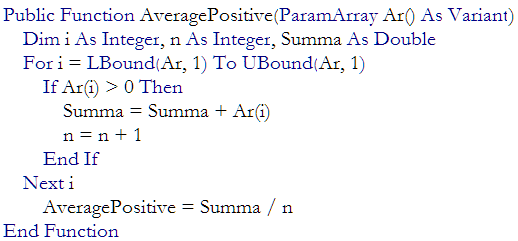 Public Function AveragePositive(ParamArray Ar() As Variant)
Dim i As Integer, n As Integer, Summa As Double
For i = LBound(Ar, 1) To UBound(Ar, 1)
If Ar(i) > 0 Then
Summa = Summa + Ar(i)
n = n + 1
End If
Next i
AveragePositive = Summa / n
End Function